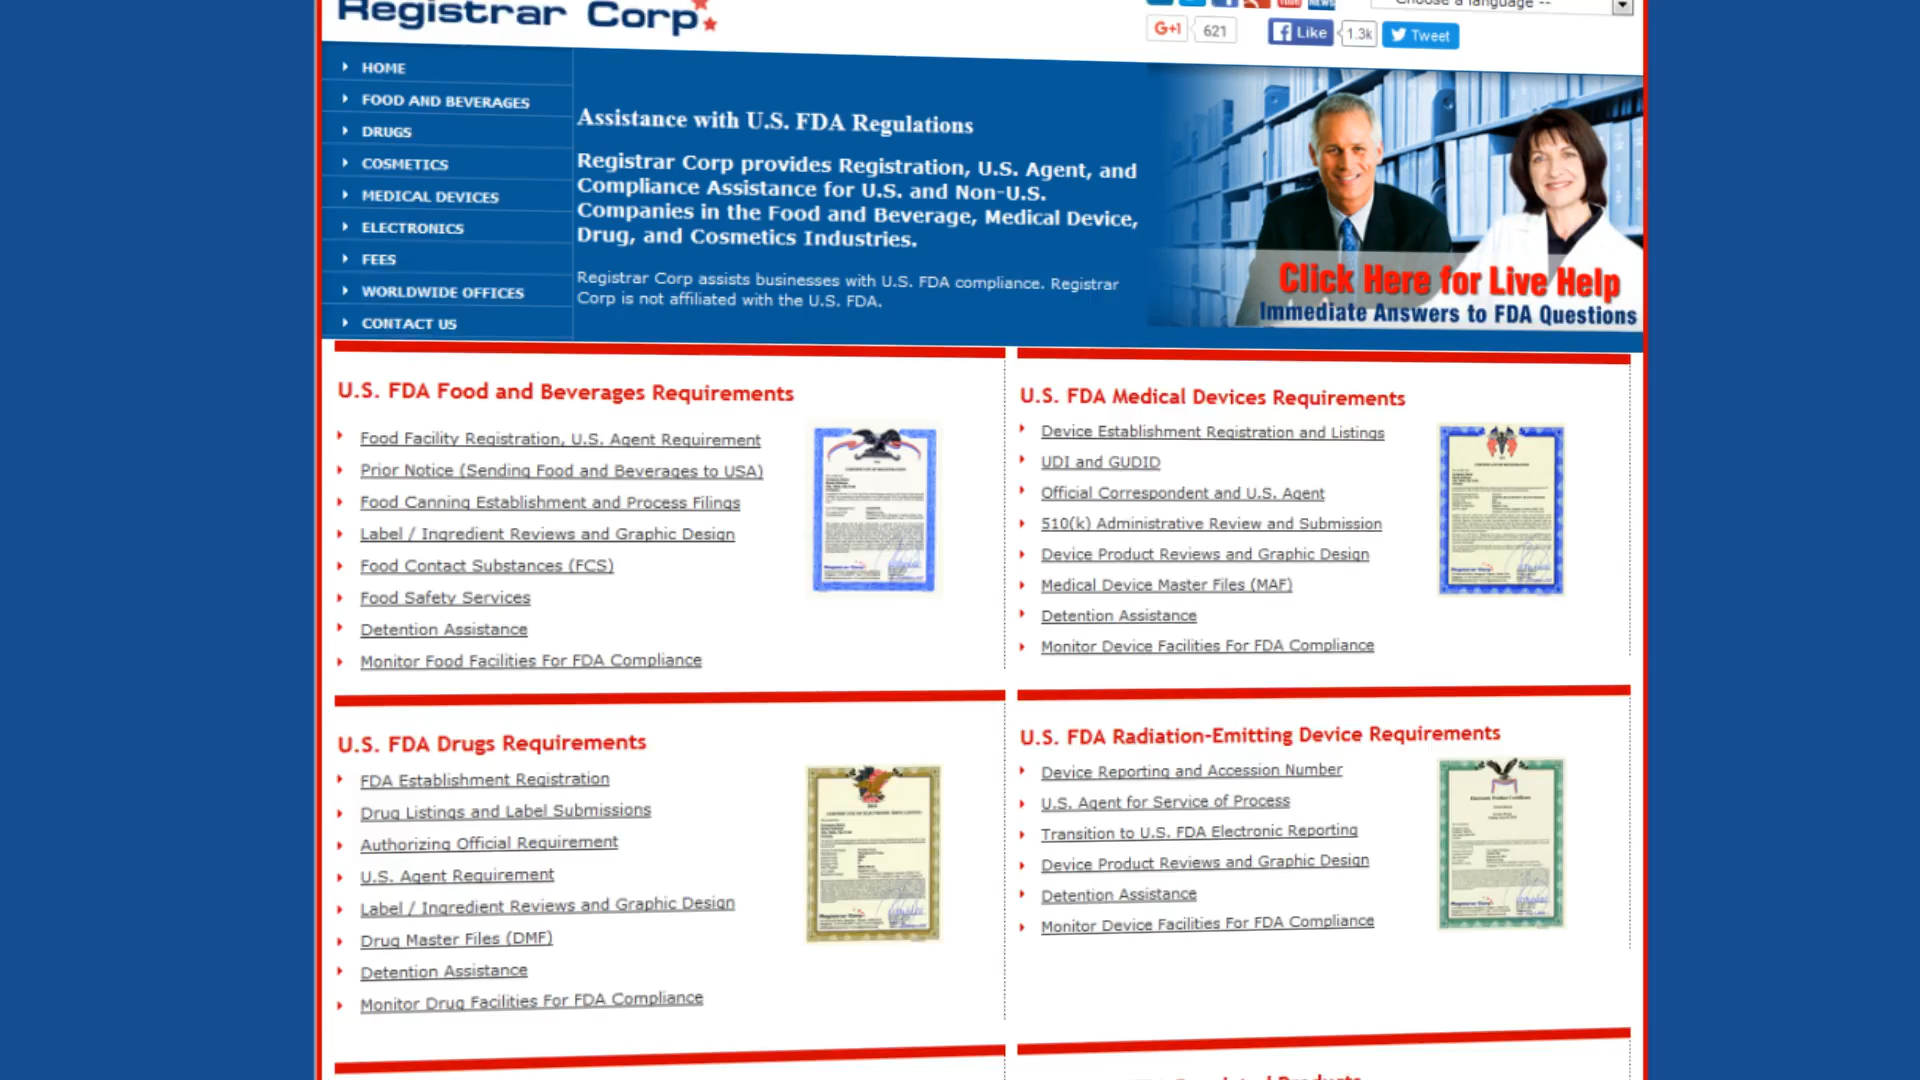 Registrar Corp
Choose a language --
G+1 621
Like 1.3k
Tweet
HOME
FOOD AND BEVERAGES
DRUGS
COSMETICS
MEDICAL DEVICES
ELECTRONICS
FEES
WORLDWIDE OFFICES
CONTACT US
Assistance with U.S. FDA Regulations
Registrar Corp provides Registration, U.S. Agent, and
Compliance Assistance for U.S. and Non-U.S.
Companies in the Food and Beverage, Medical Device,
Drug, and Cosmetics Industries.
Registrar Corp assists businesses with U.S. FDA compliance. Registrar
Corp is not affiliated with the U.S. FDA.
Click Here for Live Help
Immediate Answers to FDA Questions
U.S. FDA Food and Beverages Requirements
Food Facility Registration, U.S. Agent Requirement
Prior Notice (Sending Food and Beverages to USA)
Food Canning Establishment and Process Filings
Label / Ingredient Reviews and Graphic Design
Food Contact Substances (FCS)
Food Safety Services
Detention Assistance
Monitor Food Facilities For FDA Compliance
U.S. FDA Medical Devices Requirements
Device Establishment Registration and Listings
UDI and GUDID
Official Correspondent and U.S. Agent
510(k) Administrative Review and Submission
Device Product Reviews and Graphic Design
Medical Device Master Files (MAF)
Detention Assistance
Monitor Device Facilities For FDA Compliance
U.S. FDA Drugs Requirements
FDA Establishment Registration
Drug Listings and Label Submissions
Authorizing Official Requirement
U.S. Agent Requirement
Label / Ingredient Reviews and Graphic Design
Drug Master Files (DMF)
Detention Assistance
Monitor Drug Facilities For FDA Compliance
U.S. FDA Radiation-Emitting Device Requirements
Device Reporting and Accession Number
U.S. Agent for Service of Process
Transition to U.S. FDA Electronic Reporting
Device Product Reviews and Graphic Design
Detention Assistance
Monitor Device Facilities For FDA Compliance